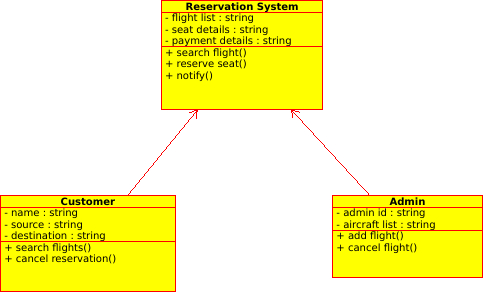 Reservation System
- flight list : string
- seat details : string
- payment details : string
+ search flight()
+ reserve seat()
+ notify()
Customer
- name : string
- source : string
- destination : string
+ search flights()
+ cancel reservation()
Admin
- admin id : string
- aircraft list : string
+ add flight()
+ cancel flight()